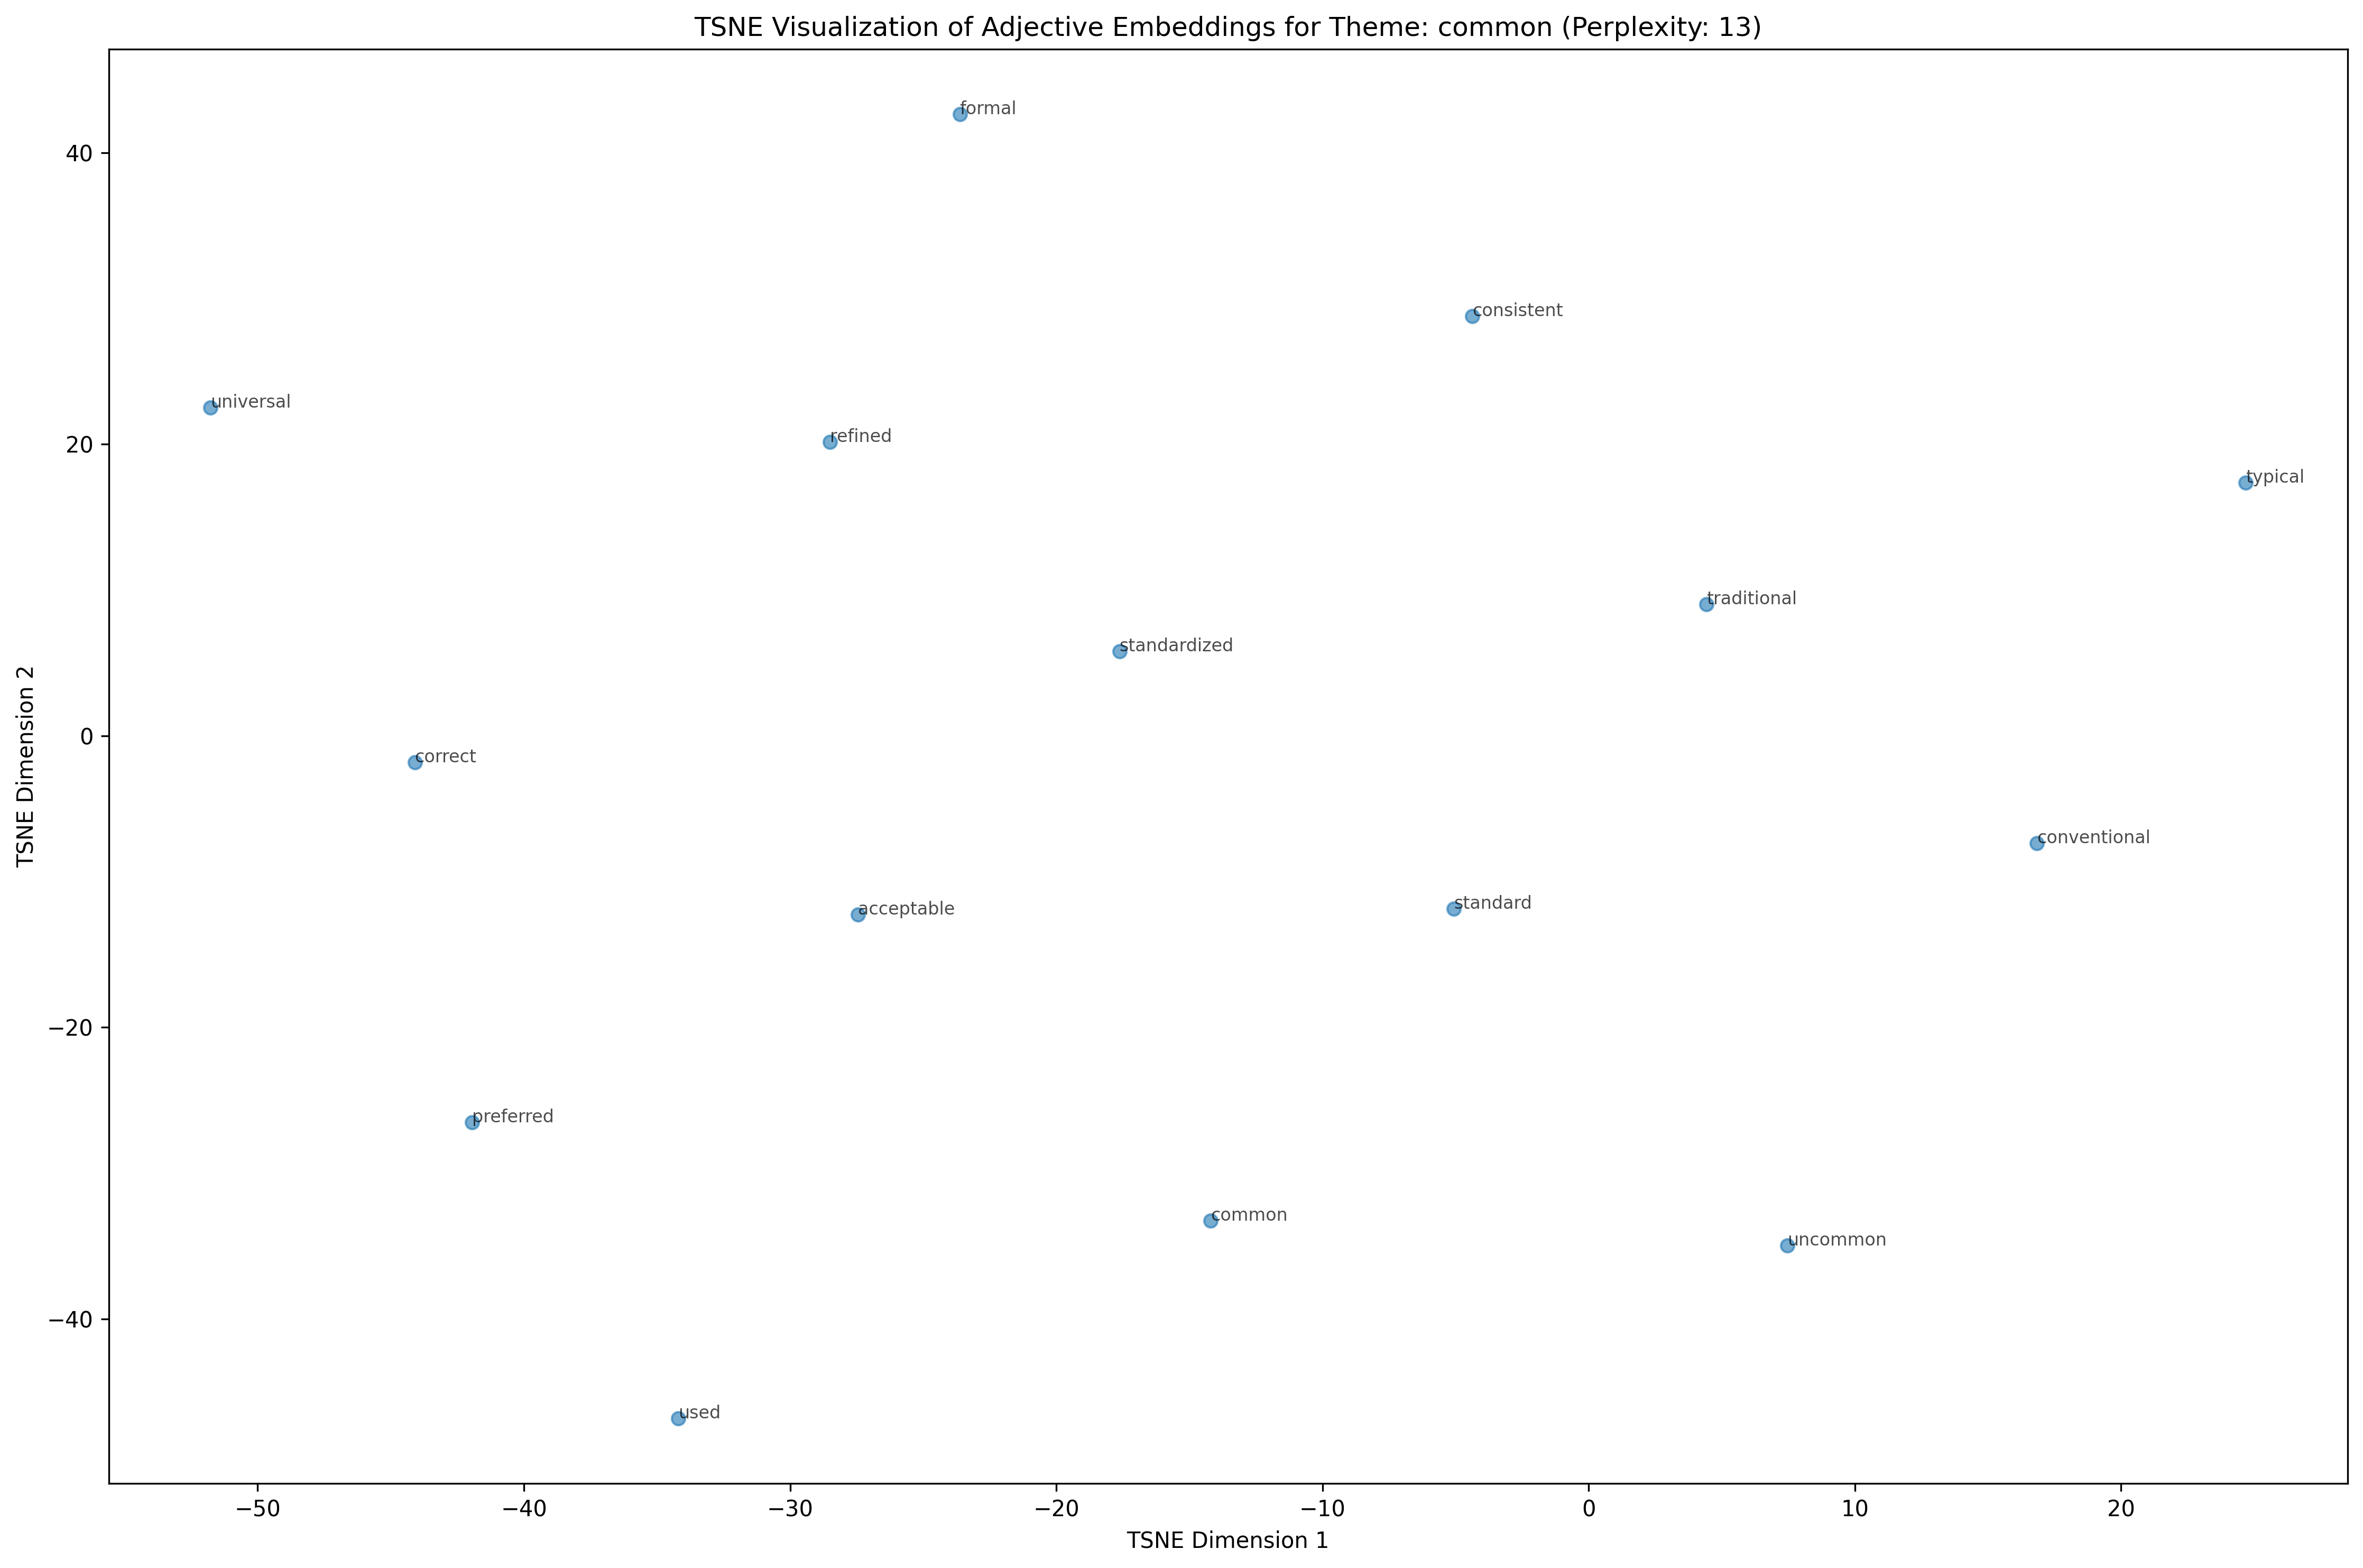 TSNE Visualization of Adjective Embeddings for Theme: common (Perplexity: 13)
formal
40
consistent
universal
refined
20
typical
traditional
standardized
TSNE Dimension 2
0
correct
conventional
acceptable
standard
−20
preferred
common
uncommon
−40
used
−50
−40
−30
−20
−10
0
10
20
TSNE Dimension 1